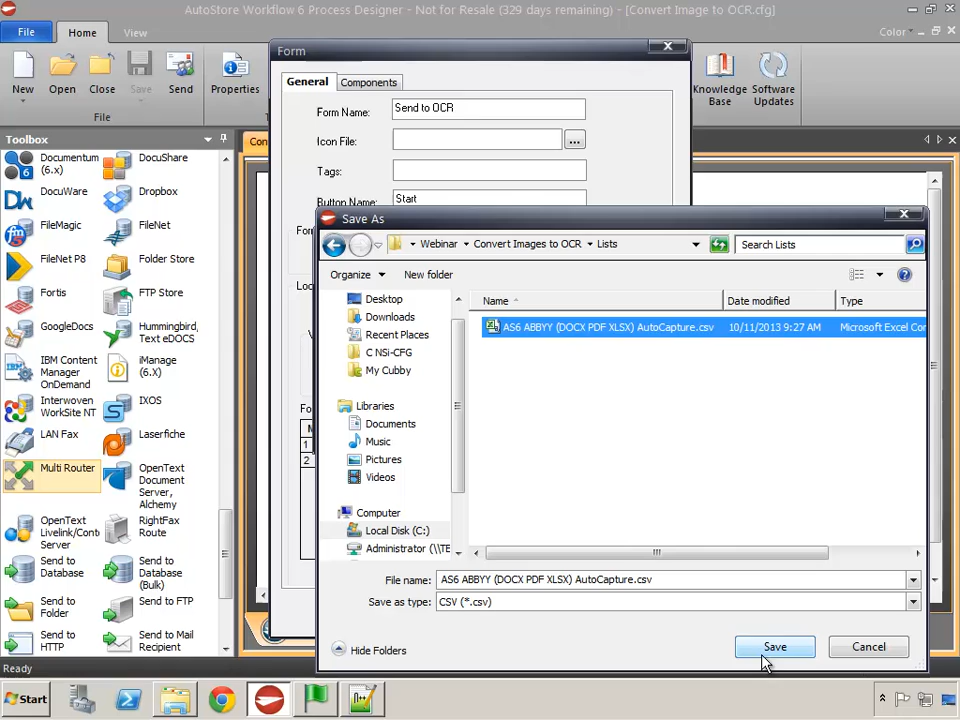 AutoStore Workflow 6 Process Designer - Not for Resale (329 days remaining) - [Convert Image to OCR.cfg]
File
Home
View
Color
New
Open
Close
Save
Send
Properties
Knowledge Base
Software Updates
File
Toolbox
Documentum (6.x)
DocuShare
DocuWare
Dropbox
FileMagic
FileNet
FileNet P8
Folder Store
Fortis
FTP Store
GoogleDocs
Hummingbird, Text eDOCS
IBM Content Manager OnDemand
iManage (6.X)
Interwoven WorkSite NT
IXOS
LAN Fax
Laserfiche
Multi Router
OpenText Document Server, Alchemy
OpenText Livelink/Conte Server
RightFax Route
Send to Database
Send to Database (Bulk)
Send to Folder
Send to FTP
Send to HTTP
Send to Mail Recipient
Ready
Form
General
Components
Form Name:
Send to OCR
Icon File:
...
Tags:
Button Name:
Start
1
2
Save As
Webinar
Convert Images to OCR
Lists
Search Lists
Organize
New folder
Desktop
Downloads
Recent Places
C NSi-CFG
My Cubby
Libraries
Documents
Music
Pictures
Videos
Computer
Local Disk (C:)
Administrator (\\TE
Name
Date modified
Type
AS6 ABBYY (DOCX PDF XLSX) AutoCapture.csv
10/11/2013 9:27 AM
Microsoft Excel Cor
File name:
AS6 ABBYY (DOCX PDF XLSX) AutoCapture.csv
Save as type:
CSV (*.csv)
Hide Folders
Save
Cancel
Start